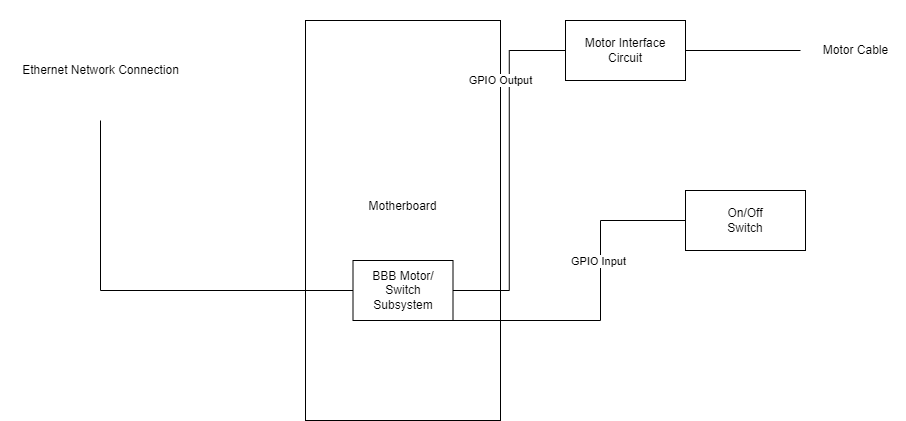 Ethernet Network Connection
Motor Interface
Circuit
Motor Cable
GPIO Output
Motherboard
On/Off
Switch
GPIO Input
BBB Motor/
Switch
Subsystem